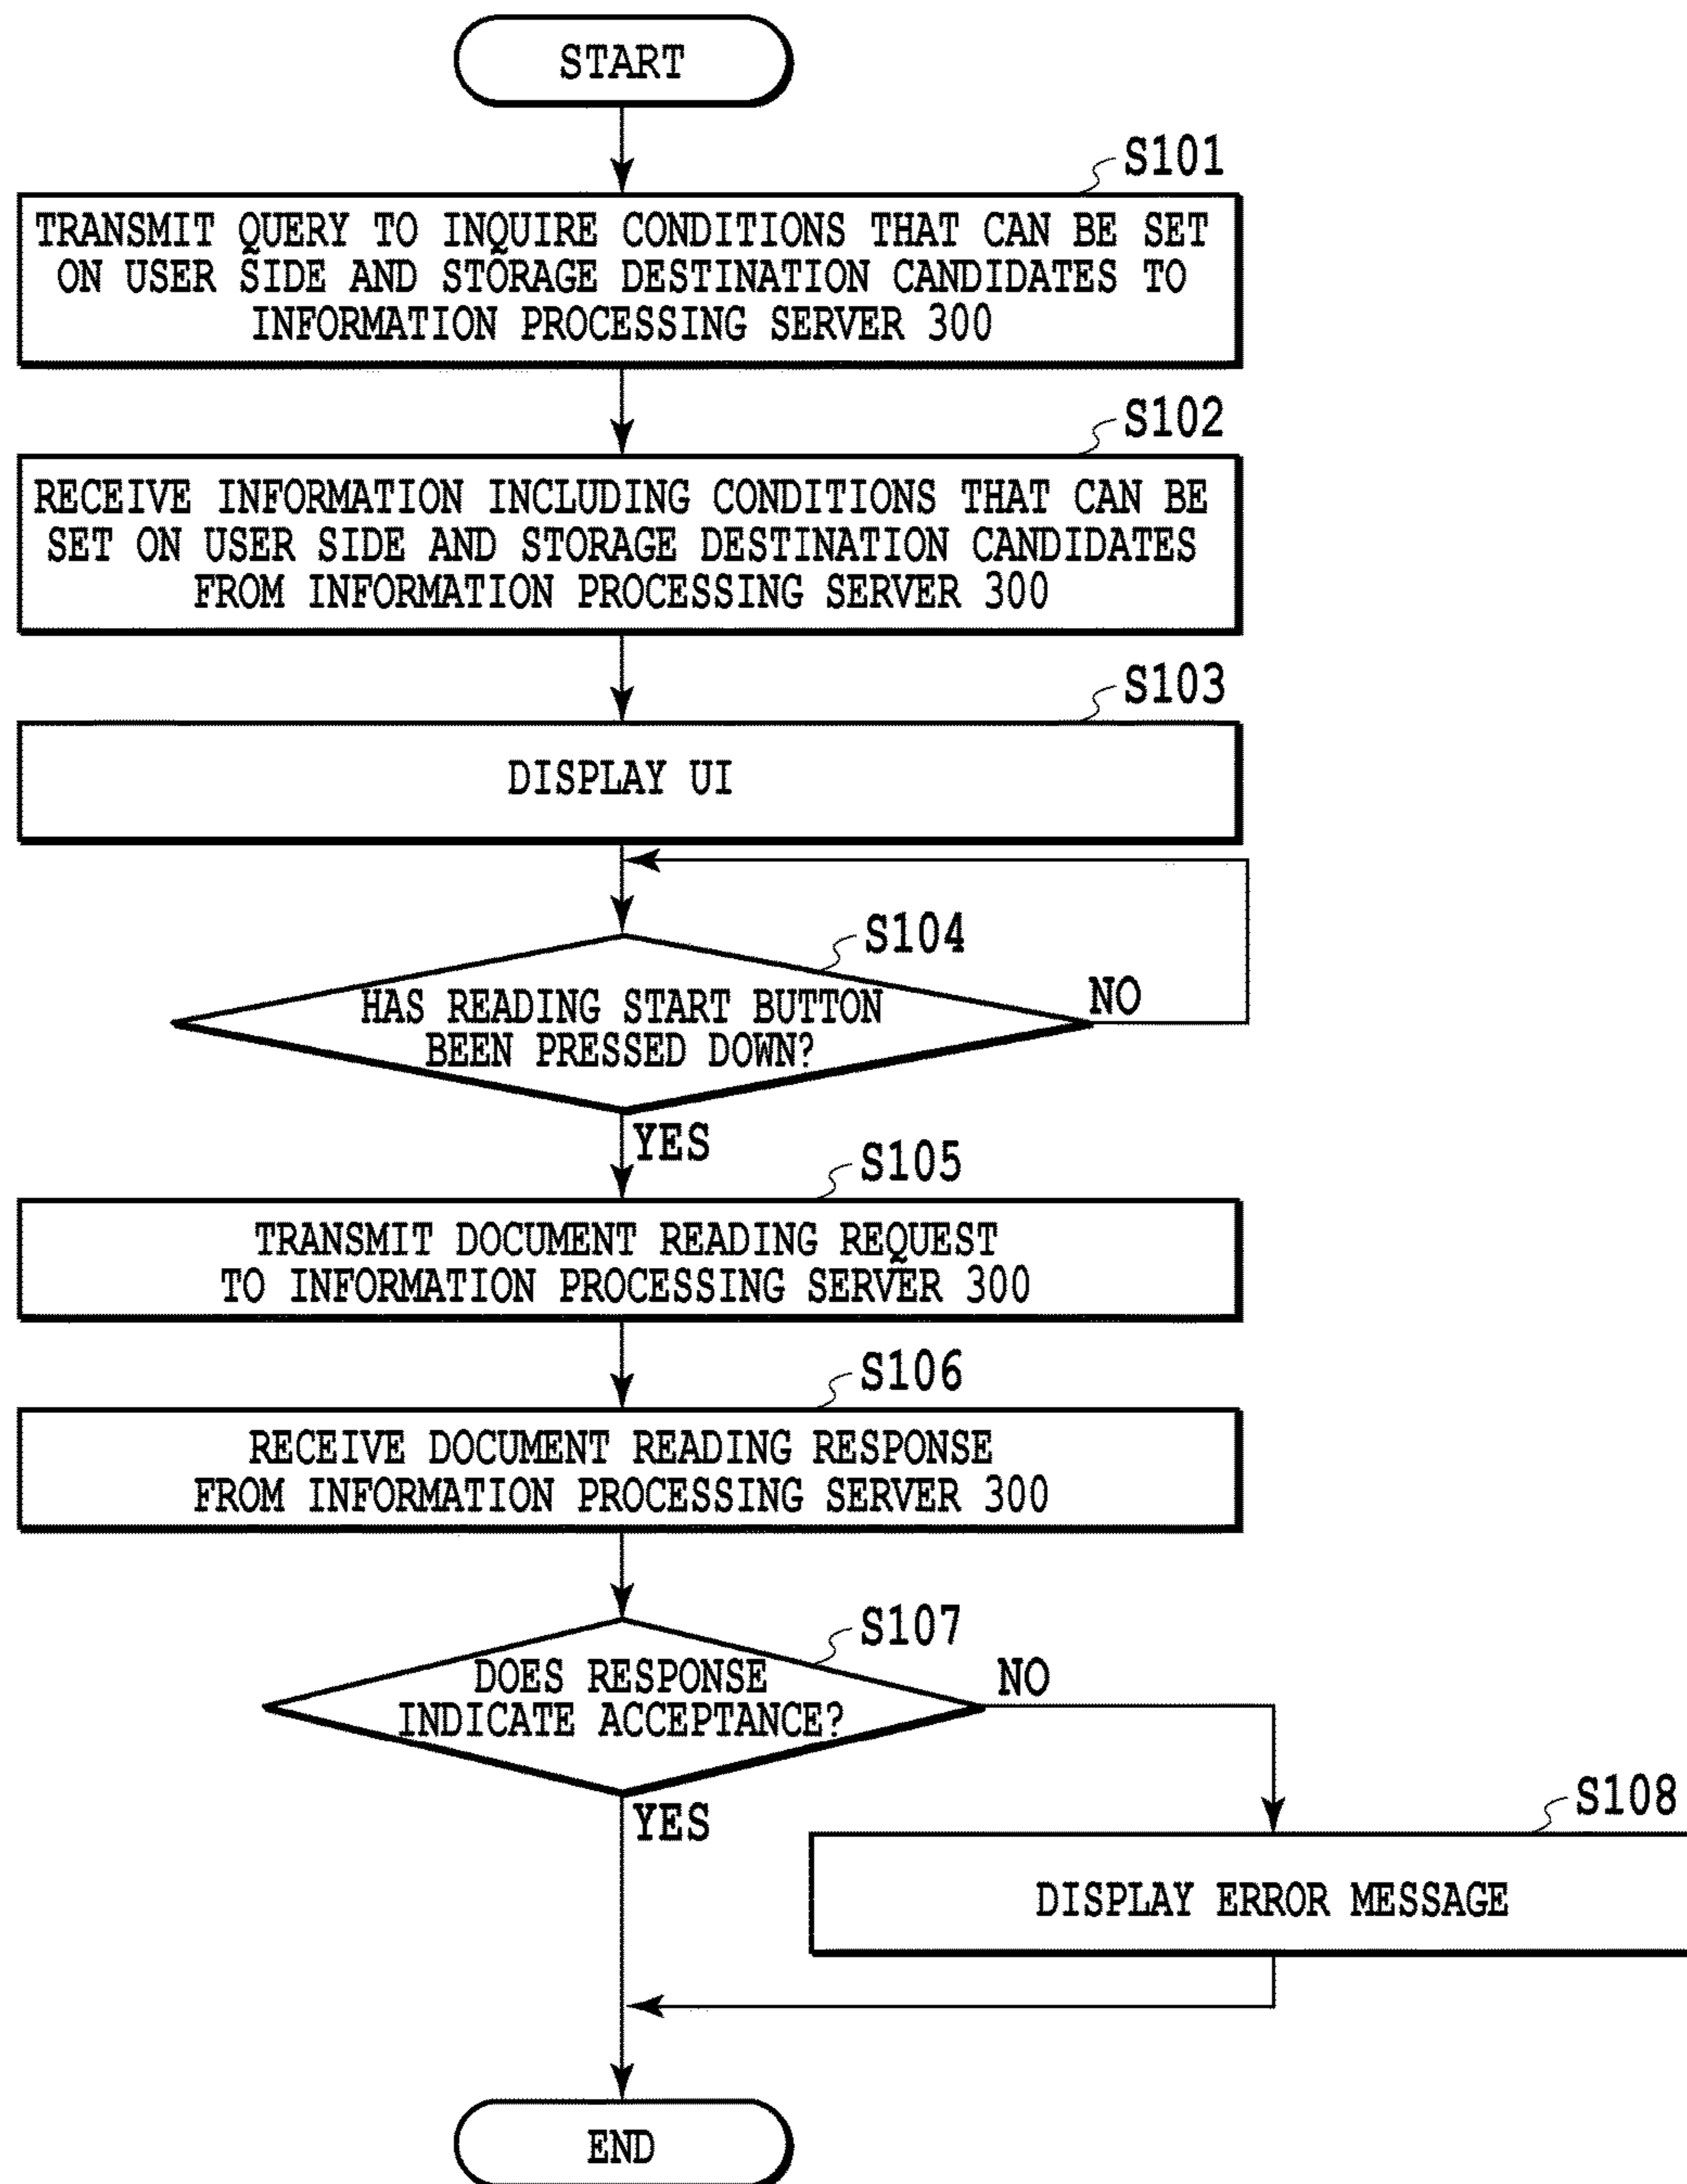 START
S101
TRANSMIT QUERY TO INQUIRE CONDITIONS THAT CAN BE SET
ON USER SIDE AND STORAGE DESTINATION CANDIDATES TO
INFORMATION PROCESSING SERVER 300
S102
RECEIVE INFORMATION INCLUDING CONDITIONS THAT CAN BE
SET ON USER SIDE AND STORAGE DESTINATION CANDIDATES
FROM INFORMATION PROCESSING SERVER 300
S103
DISPLAY UI
S104
HAS READING START BUTTON
BEEN PRESSED DOWN?
NO
YES
S105
TRANSMIT DOCUMENT READING REQUEST
TO INFORMATION PROCESSING SERVER 300
S106
RECEIVE DOCUMENT READING RESPONSE
FROM INFORMATION PROCESSING SERVER 300
S107
DOES RESPONSE
INDICATE ACCEPTANCE?
NO
YES
S108
DISPLAY ERROR MESSAGE
END